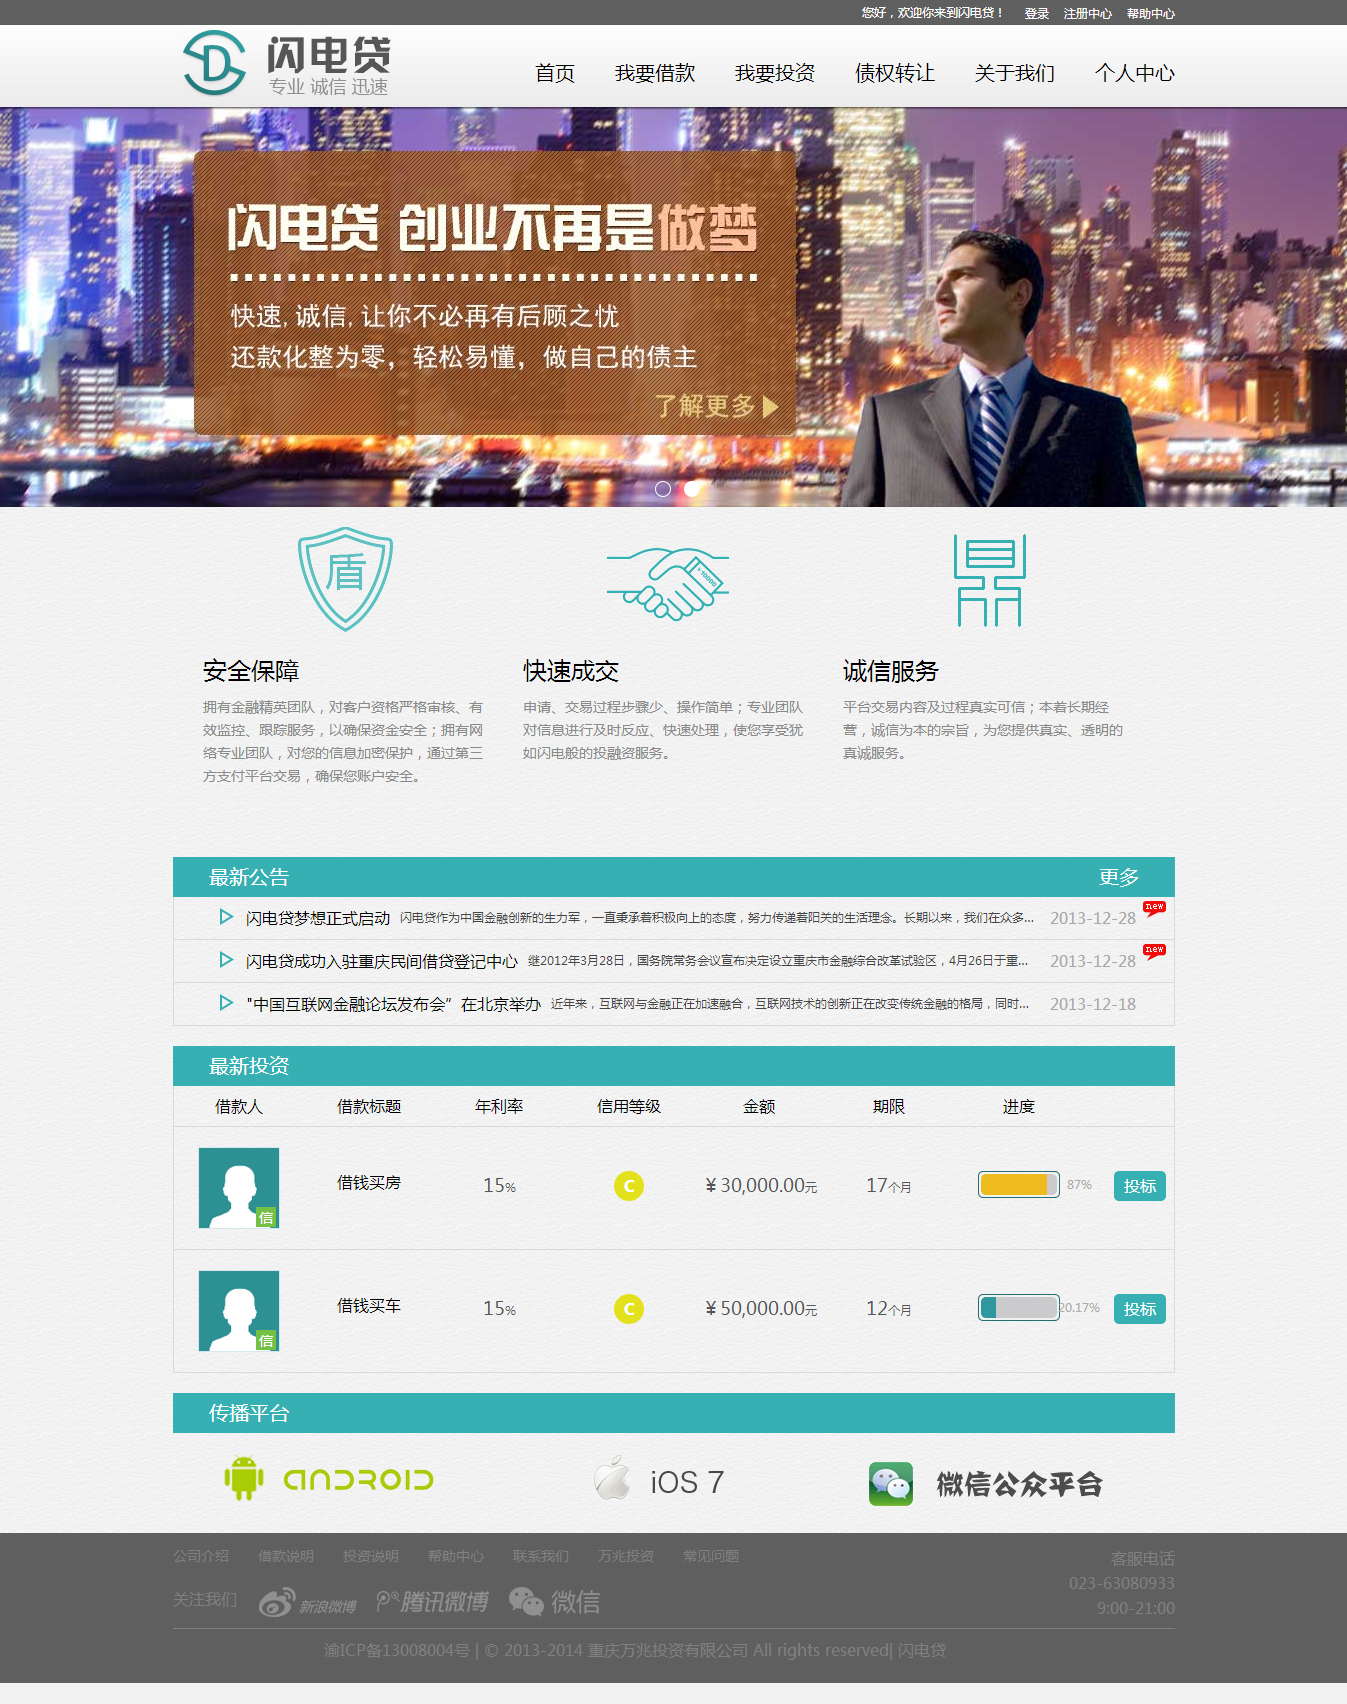 您好，欢迎你来到闪电贷！ 登录 注册中心 帮助中心
闪电贷
专业 诚信 迅速
首页 我要借款 我要投资 债权转让 关于我们 个人中心
闪电贷 创业不再是做梦
快速, 诚信, 让你不必再有后顾之忧
还款化整为零，轻松易懂，做自己的债主
了解更多
盾
安全保障
拥有金融精英团队，对客户资格严格审核、有
效监控、跟踪服务，以确保资金安全；拥有网
络专业团队，对您的信息加密保护，通过第三
方支付平台交易，确保您账户安全。
快速成交
申请、交易过程步骤少、操作简单；专业团队
对信息进行及时反应、快速处理，使您享受犹
如闪电般的投融资服务。
诚信服务
平台交易内容及过程真实可信；本着长期经
营，诚信为本的宗旨，为您提供真实、透明的
真诚服务。
最新公告 更多
闪电贷梦想正式启动 闪电贷作为中国金融创新的生力军，一直秉承着积极向上的态度，努力传递着阳关的生活理念。长期以来，我们在众多... 2013-12-28 new
闪电贷成功入驻重庆民间借贷登记中心 继2012年3月28日，国务院常务会议宣布决定设立重庆市金融综合改革试验区，4月26日于重... 2013-12-28 new
"中国互联网金融论坛发布会”在北京举办 近年来，互联网与金融正在加速融合，互联网技术的创新正在改变传统金融的格局，同时... 2013-12-18
最新投资
借款人 借款标题 年利率 信用等级 金额 期限 进度
信 借钱买房 15% C ¥ 30,000.00元 17个月 87% 投标
信 借钱买车 15% C ¥ 50,000.00元 12个月 20.17% 投标
传播平台
ANDROID iOS 7 微信公众平台
公司介绍 借款说明 投资说明 帮助中心 联系我们 万兆投资 常见问题
关注我们 新浪微博 腾讯微博 微信
客服电话
023-63080933
9:00-21:00
渝ICP备13008004号 | © 2013-2014 重庆万兆投资有限公司 All rights reserved| 闪电贷